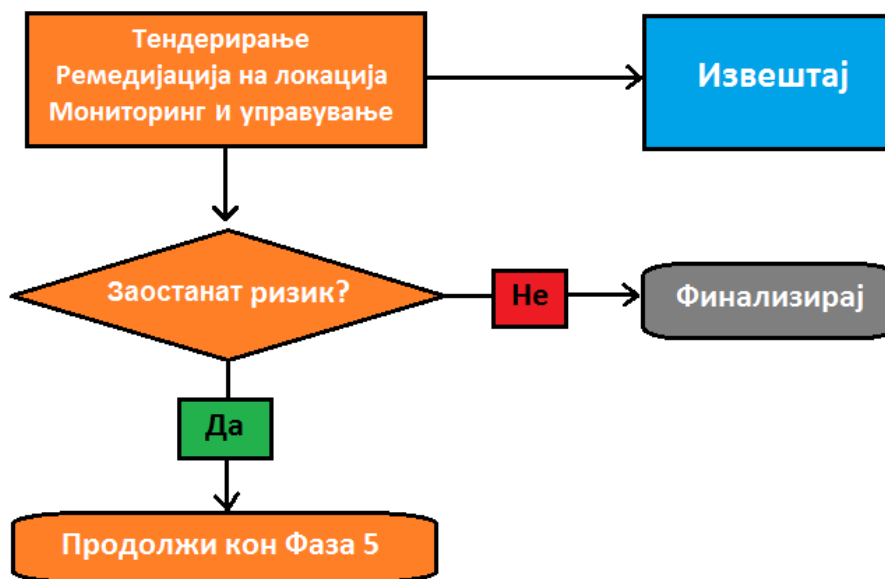 Тендерирање
Ремедијација на локација
Мониторинг и управување
Извештај
Заостанат ризик?
Не
Финализирај
Да
Продолжи кон Фаза 5